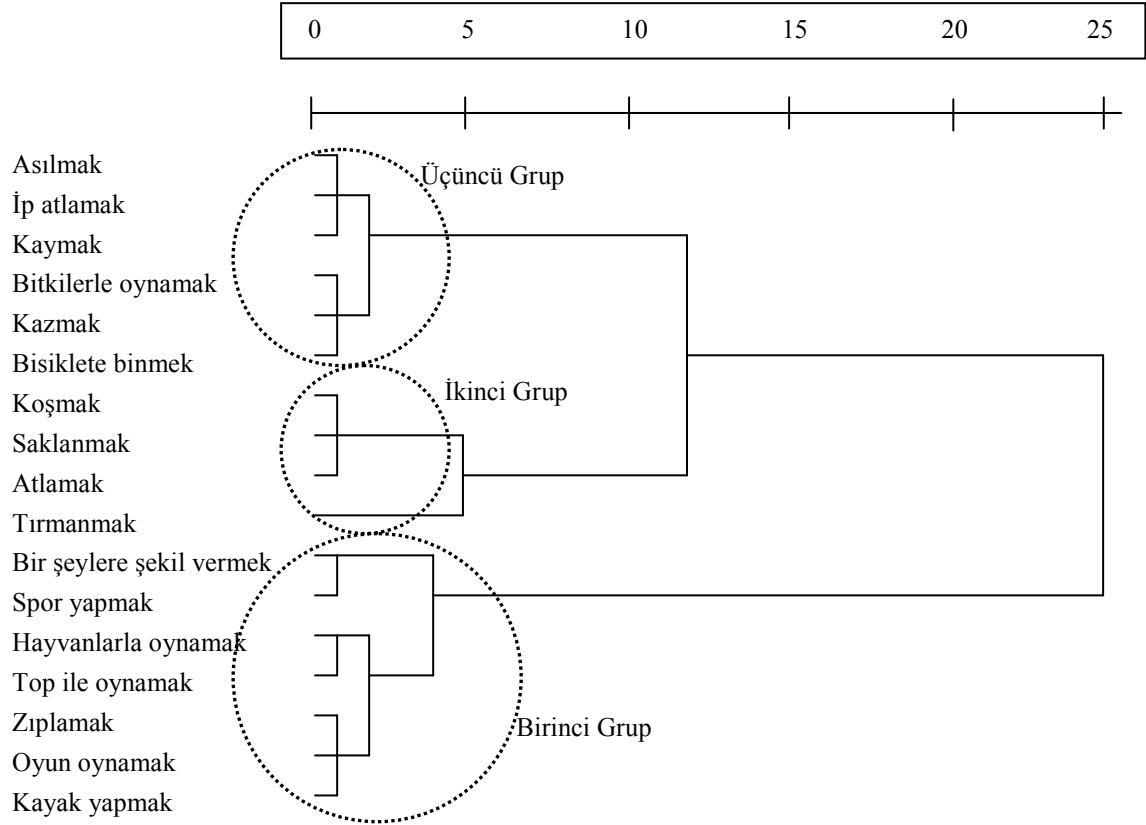 0 5 10 15 20 25
Asılmak
Üçüncü Grup
İp atlamak
Kaymak
Bitkilerle oynamak
Kazmak
Bisiklete binmek
İkinci Grup
Koşmak
Saklanmak
Atlamak
Tırmanmak
Bir şeylere şekil vermek
Spor yapmak
Hayvanlarla oynamak
Top ile oynamak
Zıplamak
Birinci Grup
Oyun oynamak
Kayak yapmak